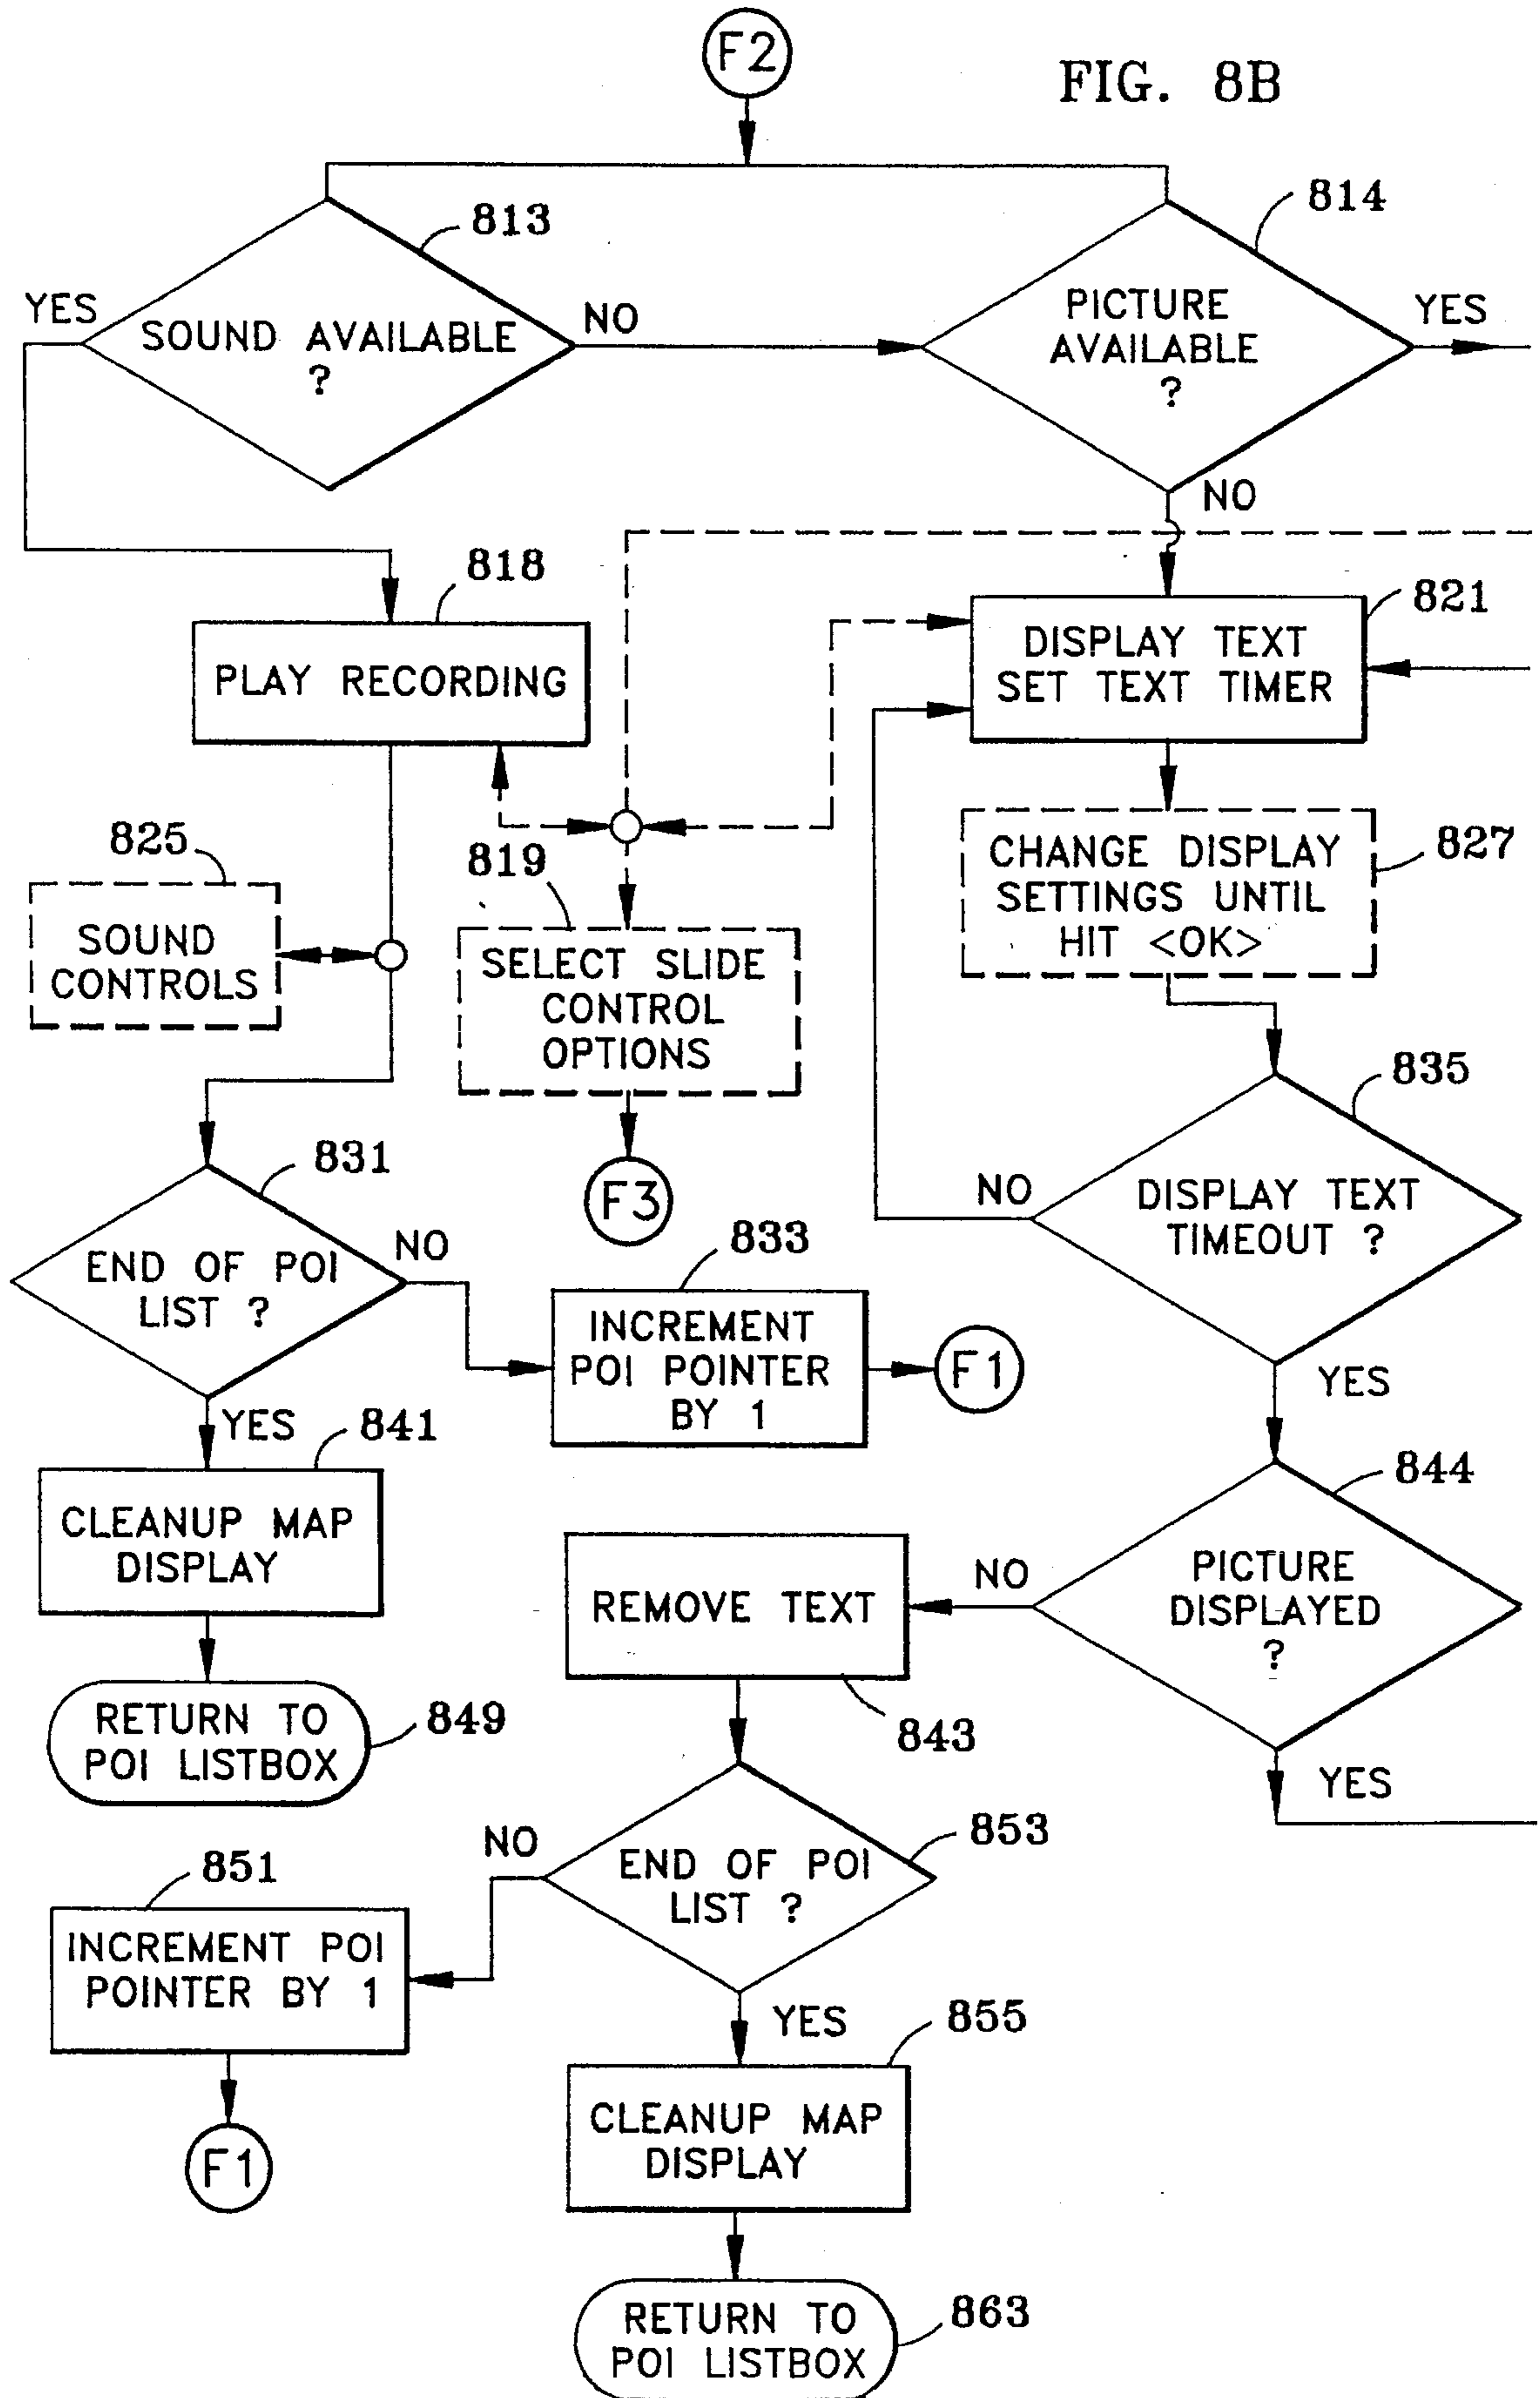 F2
FIG. 8B
813
814
YES
SOUND AVAILABLE
?
NO
PICTURE
AVAILABLE
?
YES
NO
818
PLAY RECORDING
821
DISPLAY TEXT
SET TEXT TIMER
825
SOUND
CONTROLS
819
SELECT SLIDE
CONTROL
OPTIONS
F3
827
CHANGE DISPLAY
SETTINGS UNTIL
HIT <OK>
835
NO
DISPLAY TEXT
TIMEOUT ?
YES
831
END OF POI
LIST ?
NO
833
INCREMENT
POI POINTER
BY 1
F1
YES
841
CLEANUP MAP
DISPLAY
844
PICTURE
DISPLAYED
?
NO
REMOVE TEXT
843
YES
RETURN TO
POI LISTBOX
849
853
NO
END OF POI
LIST ?
851
INCREMENT POI
POINTER BY 1
F1
YES
855
CLEANUP MAP
DISPLAY
RETURN TO
POI LISTBOX
863